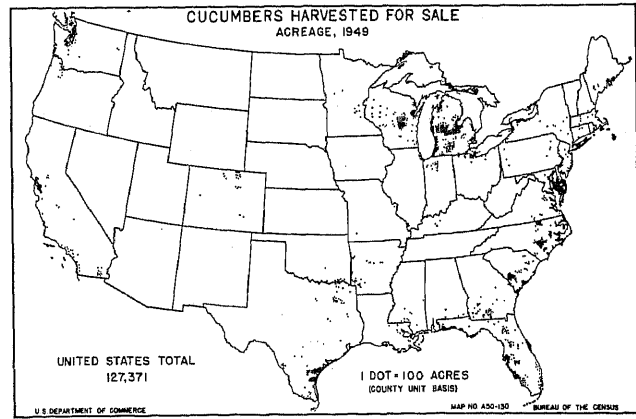 CUCUMBERS HARVESTED FOR SALE
ACREAGE, 1949
UNITED STATES TOTAL
127,371
1 DOT = 100 ACRES
(COUNTY UNIT BASIS)
U.S. DEPARTMENT OF COMMERCE
MAP NO. A50-130
BUREAU OF THE CENSUS